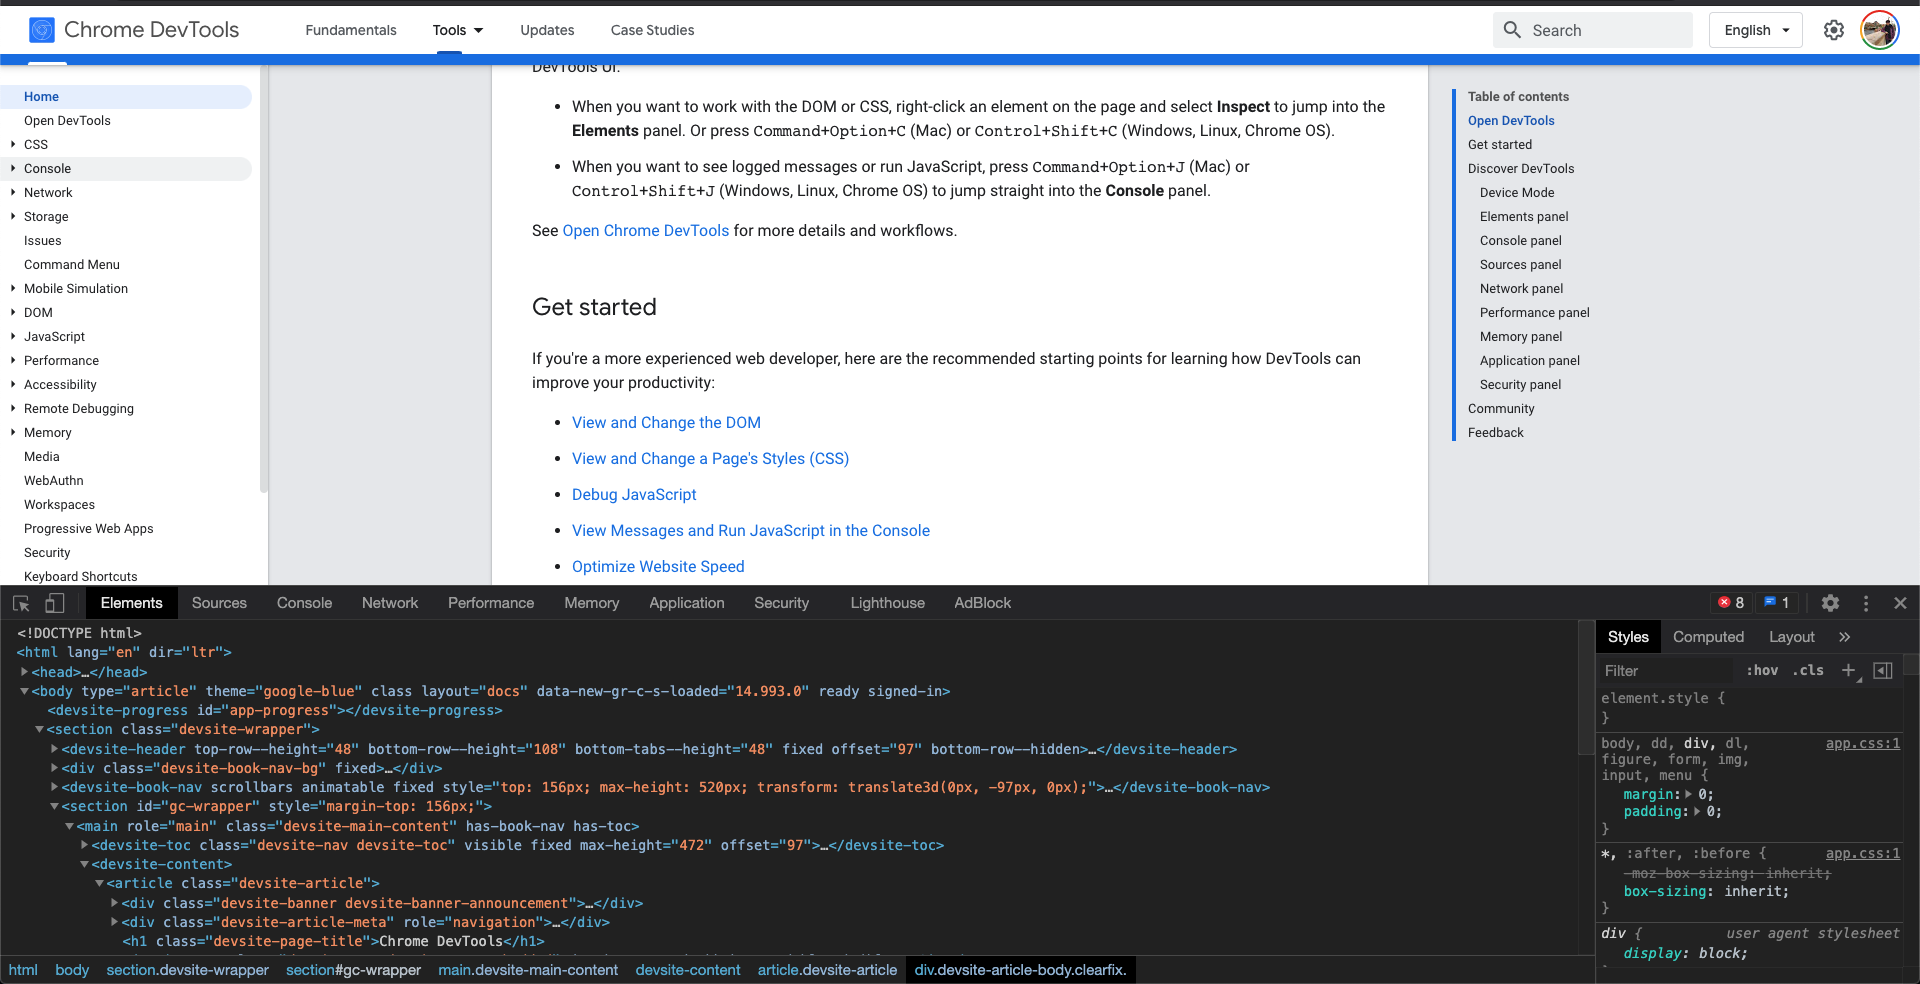 Chrome DevTools
Fundamentals
Tools
Updates
Case Studies
Search
English
Home
Open DevTools
CSS
Console
Network
Storage
Issues
Command Menu
Mobile Simulation
DOM
JavaScript
Performance
Accessibility
Remote Debugging
Memory
Media
WebAuthn
Workspaces
Progressive Web Apps
Security
Keyboard Shortcuts
DevTools UI.
• When you want to work with the DOM or CSS, right-click an element on the page and select Inspect to jump into the
Elements panel. Or press Command+Option+C (Mac) or Control+Shift+C (Windows, Linux, Chrome OS).
• When you want to see logged messages or run JavaScript, press Command+Option+J (Mac) or
Control+Shift+J (Windows, Linux, Chrome OS) to jump straight into the Console panel.
See Open Chrome DevTools for more details and workflows.
Get started
If you're a more experienced web developer, here are the recommended starting points for learning how DevTools can
improve your productivity:
• View and Change the DOM
• View and Change a Page's Styles (CSS)
• Debug JavaScript
• View Messages and Run JavaScript in the Console
• Optimize Website Speed
Table of contents
Open DevTools
Get started
Discover DevTools
Device Mode
Elements panel
Console panel
Sources panel
Network panel
Performance panel
Memory panel
Application panel
Security panel
Community
Feedback
Elements
Sources
Console
Network
Performance
Memory
Application
Security
Lighthouse
AdBlock
8
1
<!DOCTYPE html>
<html lang="en" dir="ltr">
<head>…</head>
<body type="article" theme="google-blue" class layout="docs" data-new-gr-c-s-loaded="14.993.0" ready signed-in>
<devsite-progress id="app-progress"></devsite-progress>
<section class="devsite-wrapper">
<devsite-header top-row--height="48" bottom-row--height="108" bottom-tabs--height="48" fixed offset="97" bottom-row--hidden>…</devsite-header>
<div class="devsite-book-nav-bg" fixed>…</div>
<devsite-book-nav scrollbars animatable fixed style="top: 156px; max-height: 520px; transform: translate3d(0px, -97px, 0px);">…</devsite-book-nav>
<section id="gc-wrapper" style="margin-top: 156px;">
<main role="main" class="devsite-main-content" has-book-nav has-toc>
<devsite-toc class="devsite-nav devsite-toc" visible fixed max-height="472" offset="97">…</devsite-toc>
<devsite-content>
<article class="devsite-article">
<div class="devsite-banner devsite-banner-announcement">…</div>
<div class="devsite-article-meta" role="navigation">…</div>
<h1 class="devsite-page-title">Chrome DevTools</h1>
html
body
section.devsite-wrapper
section#gc-wrapper
main.devsite-main-content
devsite-content
article.devsite-article
div.devsite-article-body.clearfix.
Styles
Computed
Layout
»
Filter
:hov
.cls
+
element.style {
}
body, dd, div, dl,
app.css:1
figure, form, img,
input, menu {
margin: 0;
padding: 0;
}
*, :after, :before {
app.css:1
-moz-box-sizing: inherit;
box-sizing: inherit;
}
div {
user agent stylesheet
display: block;